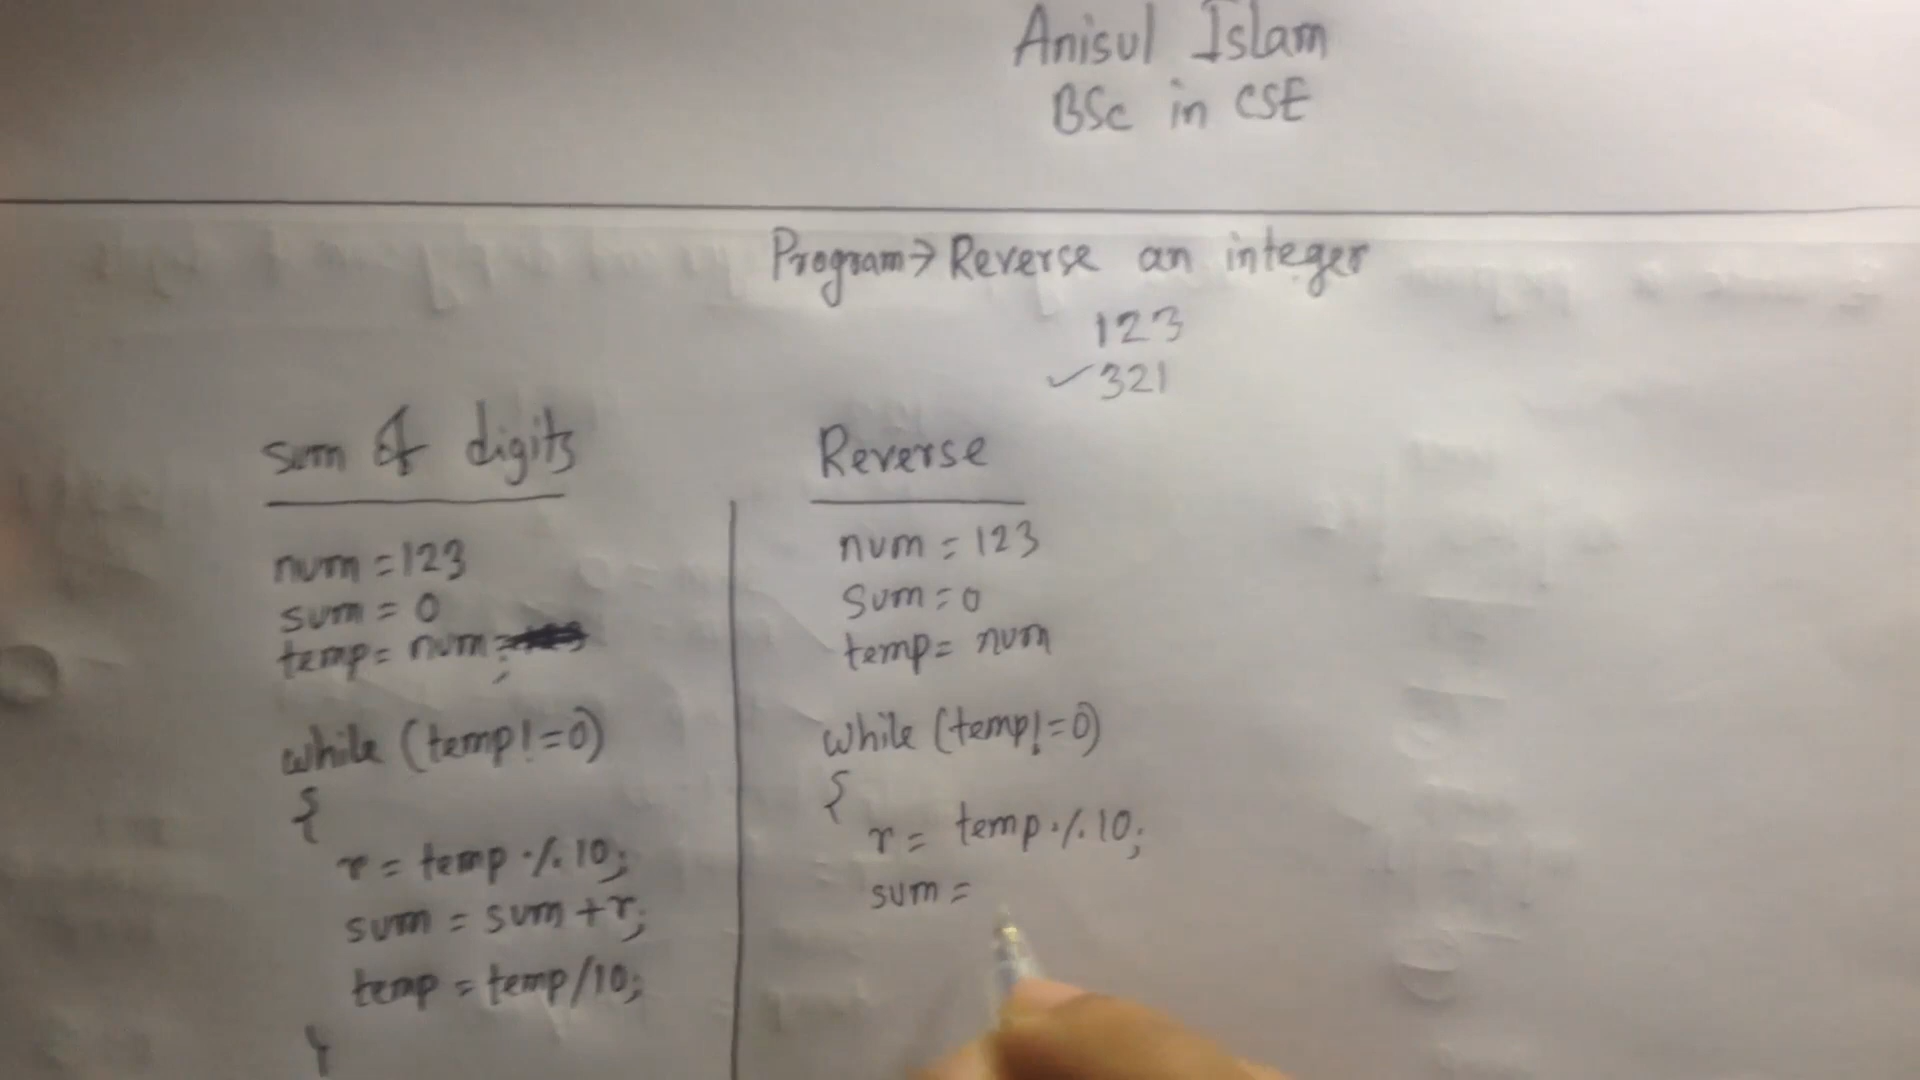 Anisul Islam
BSc in CSE
Program→ Reverse an integer
123
✓321
sum of digits
num = 123
sum = 0
temp = num;
while (temp! = 0)
{
r = temp % 10;
sum = sum + r;
temp = temp/10;
}
Reverse
num = 123
sum = 0
temp = num
while (temp! = 0)
{
r = temp % 10;
sum =